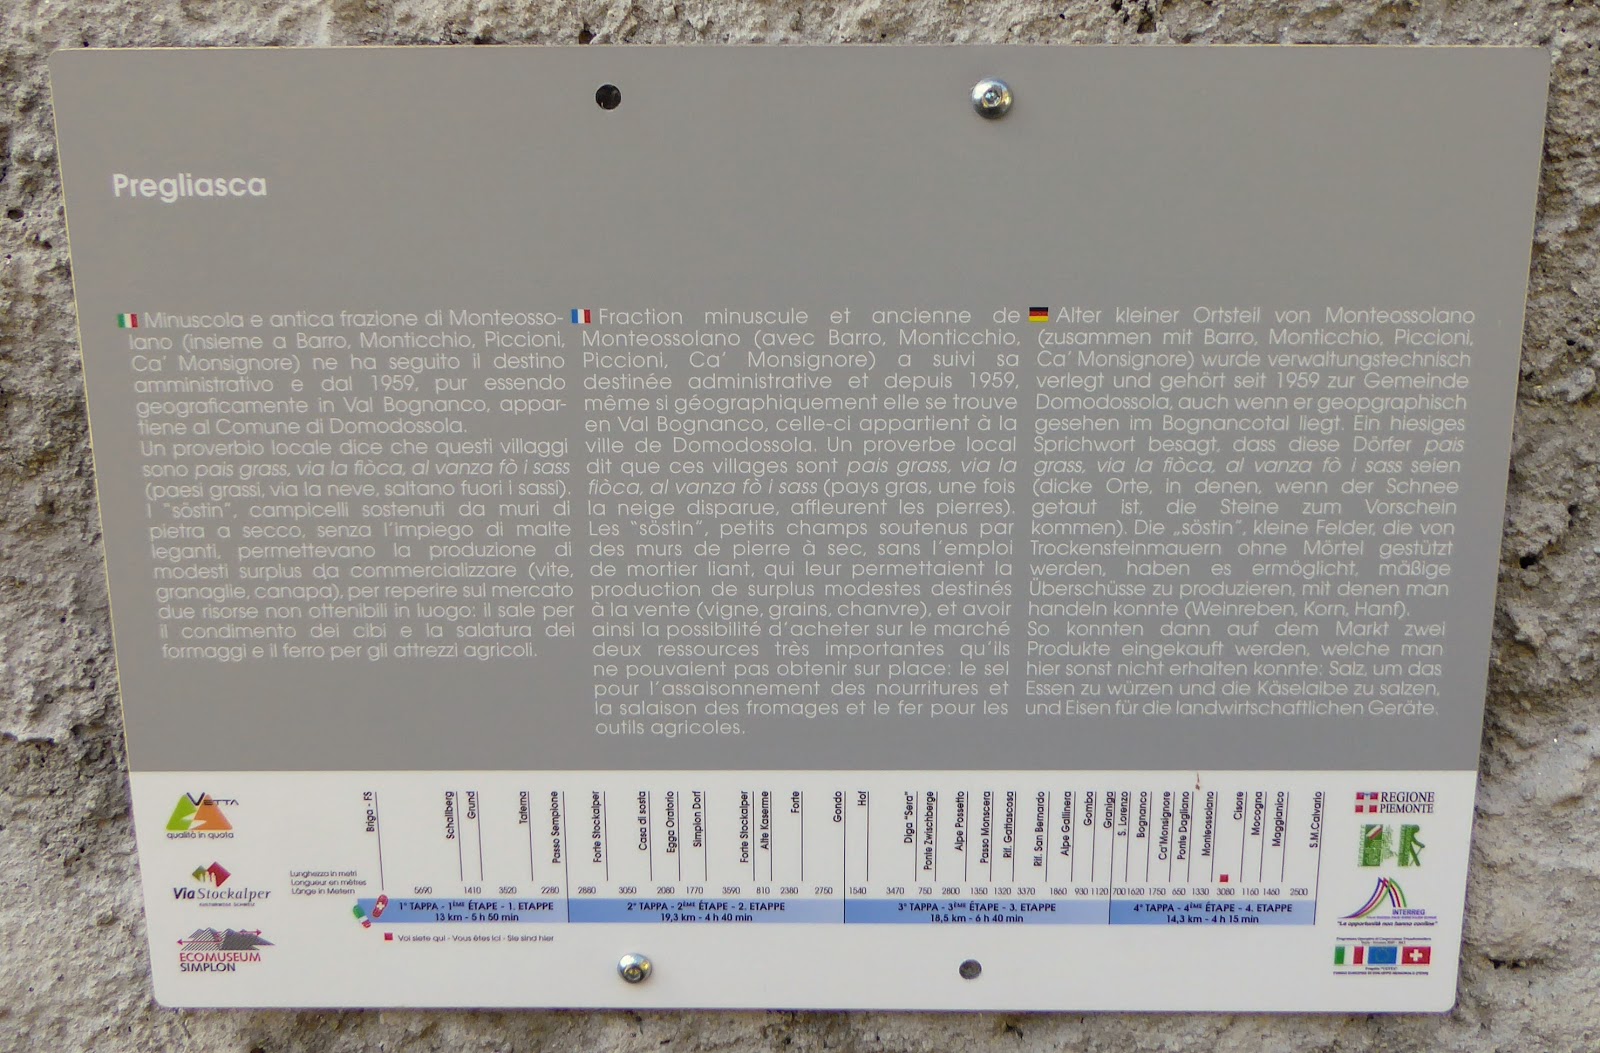 Pregliasca
Minuscola e antica frazione di Monteosso-
lano (insieme a Barro, Monticchio, Piccioni,
Ca' Monsignore) ne ha seguito il destino
amministrativo e dal 1959, pur essendo
geograficamente in Val Bognanco, appar-
tiene al Comune di Domodossola.
Un proverbio locale dice che questi villaggi
sono pais grass, via la fiòca, al vanza fò i sass
(paesi grassi, via la neve, saltano fuori i sassi).
I "söstin", campicelli sostenuti da muri di
pietra a secco, senza l'impiego di malte
leganti, permettevano la produzione di
modesti surplus da commercializzare (vite,
granaglie, canapa), per reperire sul mercato
due risorse non ottenibili in luogo: il sale per
il condimento dei cibi e la salatura dei
formaggi e il ferro per gli attrezzi agricoli.
Fraction minuscule et ancienne de
Monteossolano (avec Barro, Monticchio,
Piccioni, Ca' Monsignore) a suivi sa
destinée administrative et depuis 1959,
même si géographiquement elle se trouve
en Val Bognanco, celle-ci appartient à la
ville de Domodossola. Un proverbe local
dit que ces villages sont pais grass, via la
fiòca, al vanza fò i sass (pays gras, une fois
la neige disparue, affleurent les pierres).
Les "söstin", petits champs soutenus par
des murs de pierre à sec, sans l'emploi
de mortier liant, qui leur permettaient la
production de surplus modestes destinés
à la vente (vigne, grains, chanvre), et avoir
ainsi la possibilité d'acheter sur le marché
deux ressources très importantes qu'ils
ne pouvaient pas obtenir sur place: le sel
pour l'assaisonnement des nourritures et
la salaison des fromages et le fer pour les
outils agricoles.
Alter kleiner Ortsteil von Monteossolano
(zusammen mit Barro, Monticchio, Piccioni,
Ca' Monsignore) wurde verwaltungstechnisch
verlegt und gehört seit 1959 zur Gemeinde
Domodossola, auch wenn er geopgraphisch
gesehen im Bognancotal liegt. Ein hiesiges
Sprichwort besagt, dass diese Dörfer pais
grass, via la fiòca, al vanza fò i sass seien
(dicke Orte, in denen, wenn der Schnee
getaut ist, die Steine zum Vorschein
kommen). Die „söstin", kleine Felder, die von
Trockensteinmauern ohne Mörtel gestützt
werden, haben es ermöglicht, mäßige
Überschüsse zu produzieren, mit denen man
handeln konnte (Weinreben, Korn, Hanf).
So konnten dann auf dem Markt zwei
Produkte eingekauft werden, welche man
hier sonst nicht erhalten konnte: Salz, um das
Essen zu würzen und die Käselaibe zu salzen,
und Eisen für die landwirtschaftlichen Geräte.
VETTA
qualità in quota
ViaStockalper
ECOMUSEUM
SIMPLON
Lunghezza in metri
Longueur en mètres
Länge in Metern
Briga - FS
Schallberg
Grund
Taferna
Passo Sempione
Forte Stockalper
Casa di sosta
Egga Oratorio
Simplon Dorf
Forte Stockalper
Alte Kaserme
Forte
Gondo
Hof
Diga "Sera"
Ponte Zwischberge
Alpe Possetto
Passo Monscera
Rif. Gattascosa
Rif. San Bernardo
Alpe Gallinera
Gomba
Graniga
S. Lorenzo
Bognanco
Ca'Monsignore
Ponte Dagliano
Monteossolano
Cisore
Mocogna
Maggianico
S.M.Calvario
5690 1410 3520 2280 2880 3050 2080 1770 3590 810 2380 2750 1540 3470 750 2800 1350 1320 3370 1860 930 1120 700 1620 1750 650 1330 3080 1160 1460 2500
1ª TAPPA - 1ÈME ÉTAPE - 1. ETAPPE
13 km - 5 h 50 min
2ª TAPPA - 2ÈME ÉTAPE - 2. ETAPPE
19,3 km - 4 h 40 min
3ª TAPPA - 3ÈME ÉTAPE - 3. ETAPPE
18,5 km - 6 h 40 min
4ª TAPPA - 4ÈME ÉTAPE - 4. ETAPPE
14,3 km - 4 h 15 min
Voi siete qui - Vous êtes ici - Sie sind hier
REGIONE
PIEMONTE
INTERREG
"Le opportunità non hanno confini"